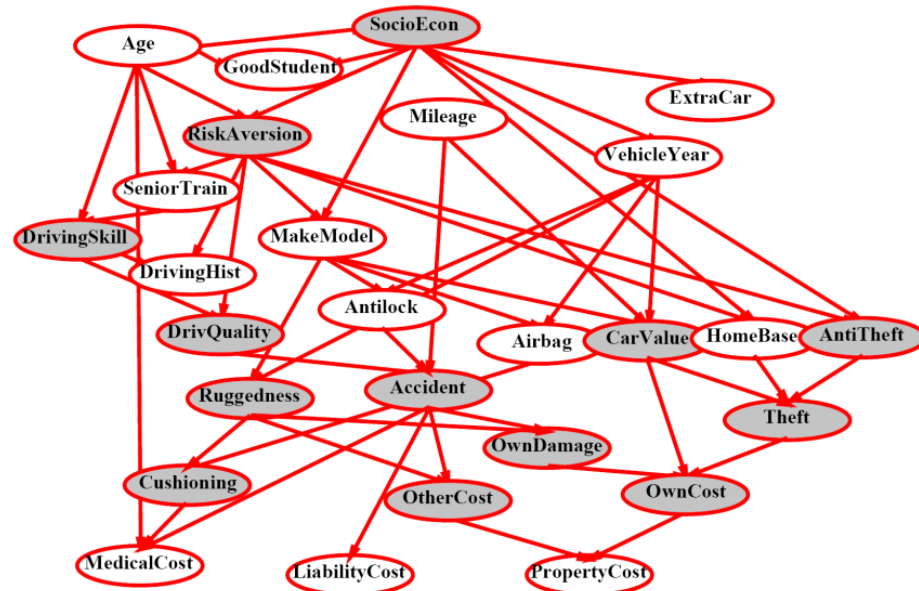 SocioEcon
Age
GoodStudent
ExtraCar
Mileage
RiskAversion
VehicleYear
SeniorTrain
DrivingSkill
MakeModel
DrivingHist
Antilock
DrivQuality
Airbag
CarValue
HomeBase
AntiTheft
Ruggedness
Accident
Theft
OwnDamage
Cushioning
OtherCost
OwnCost
MedicalCost
LiabilityCost
PropertyCost